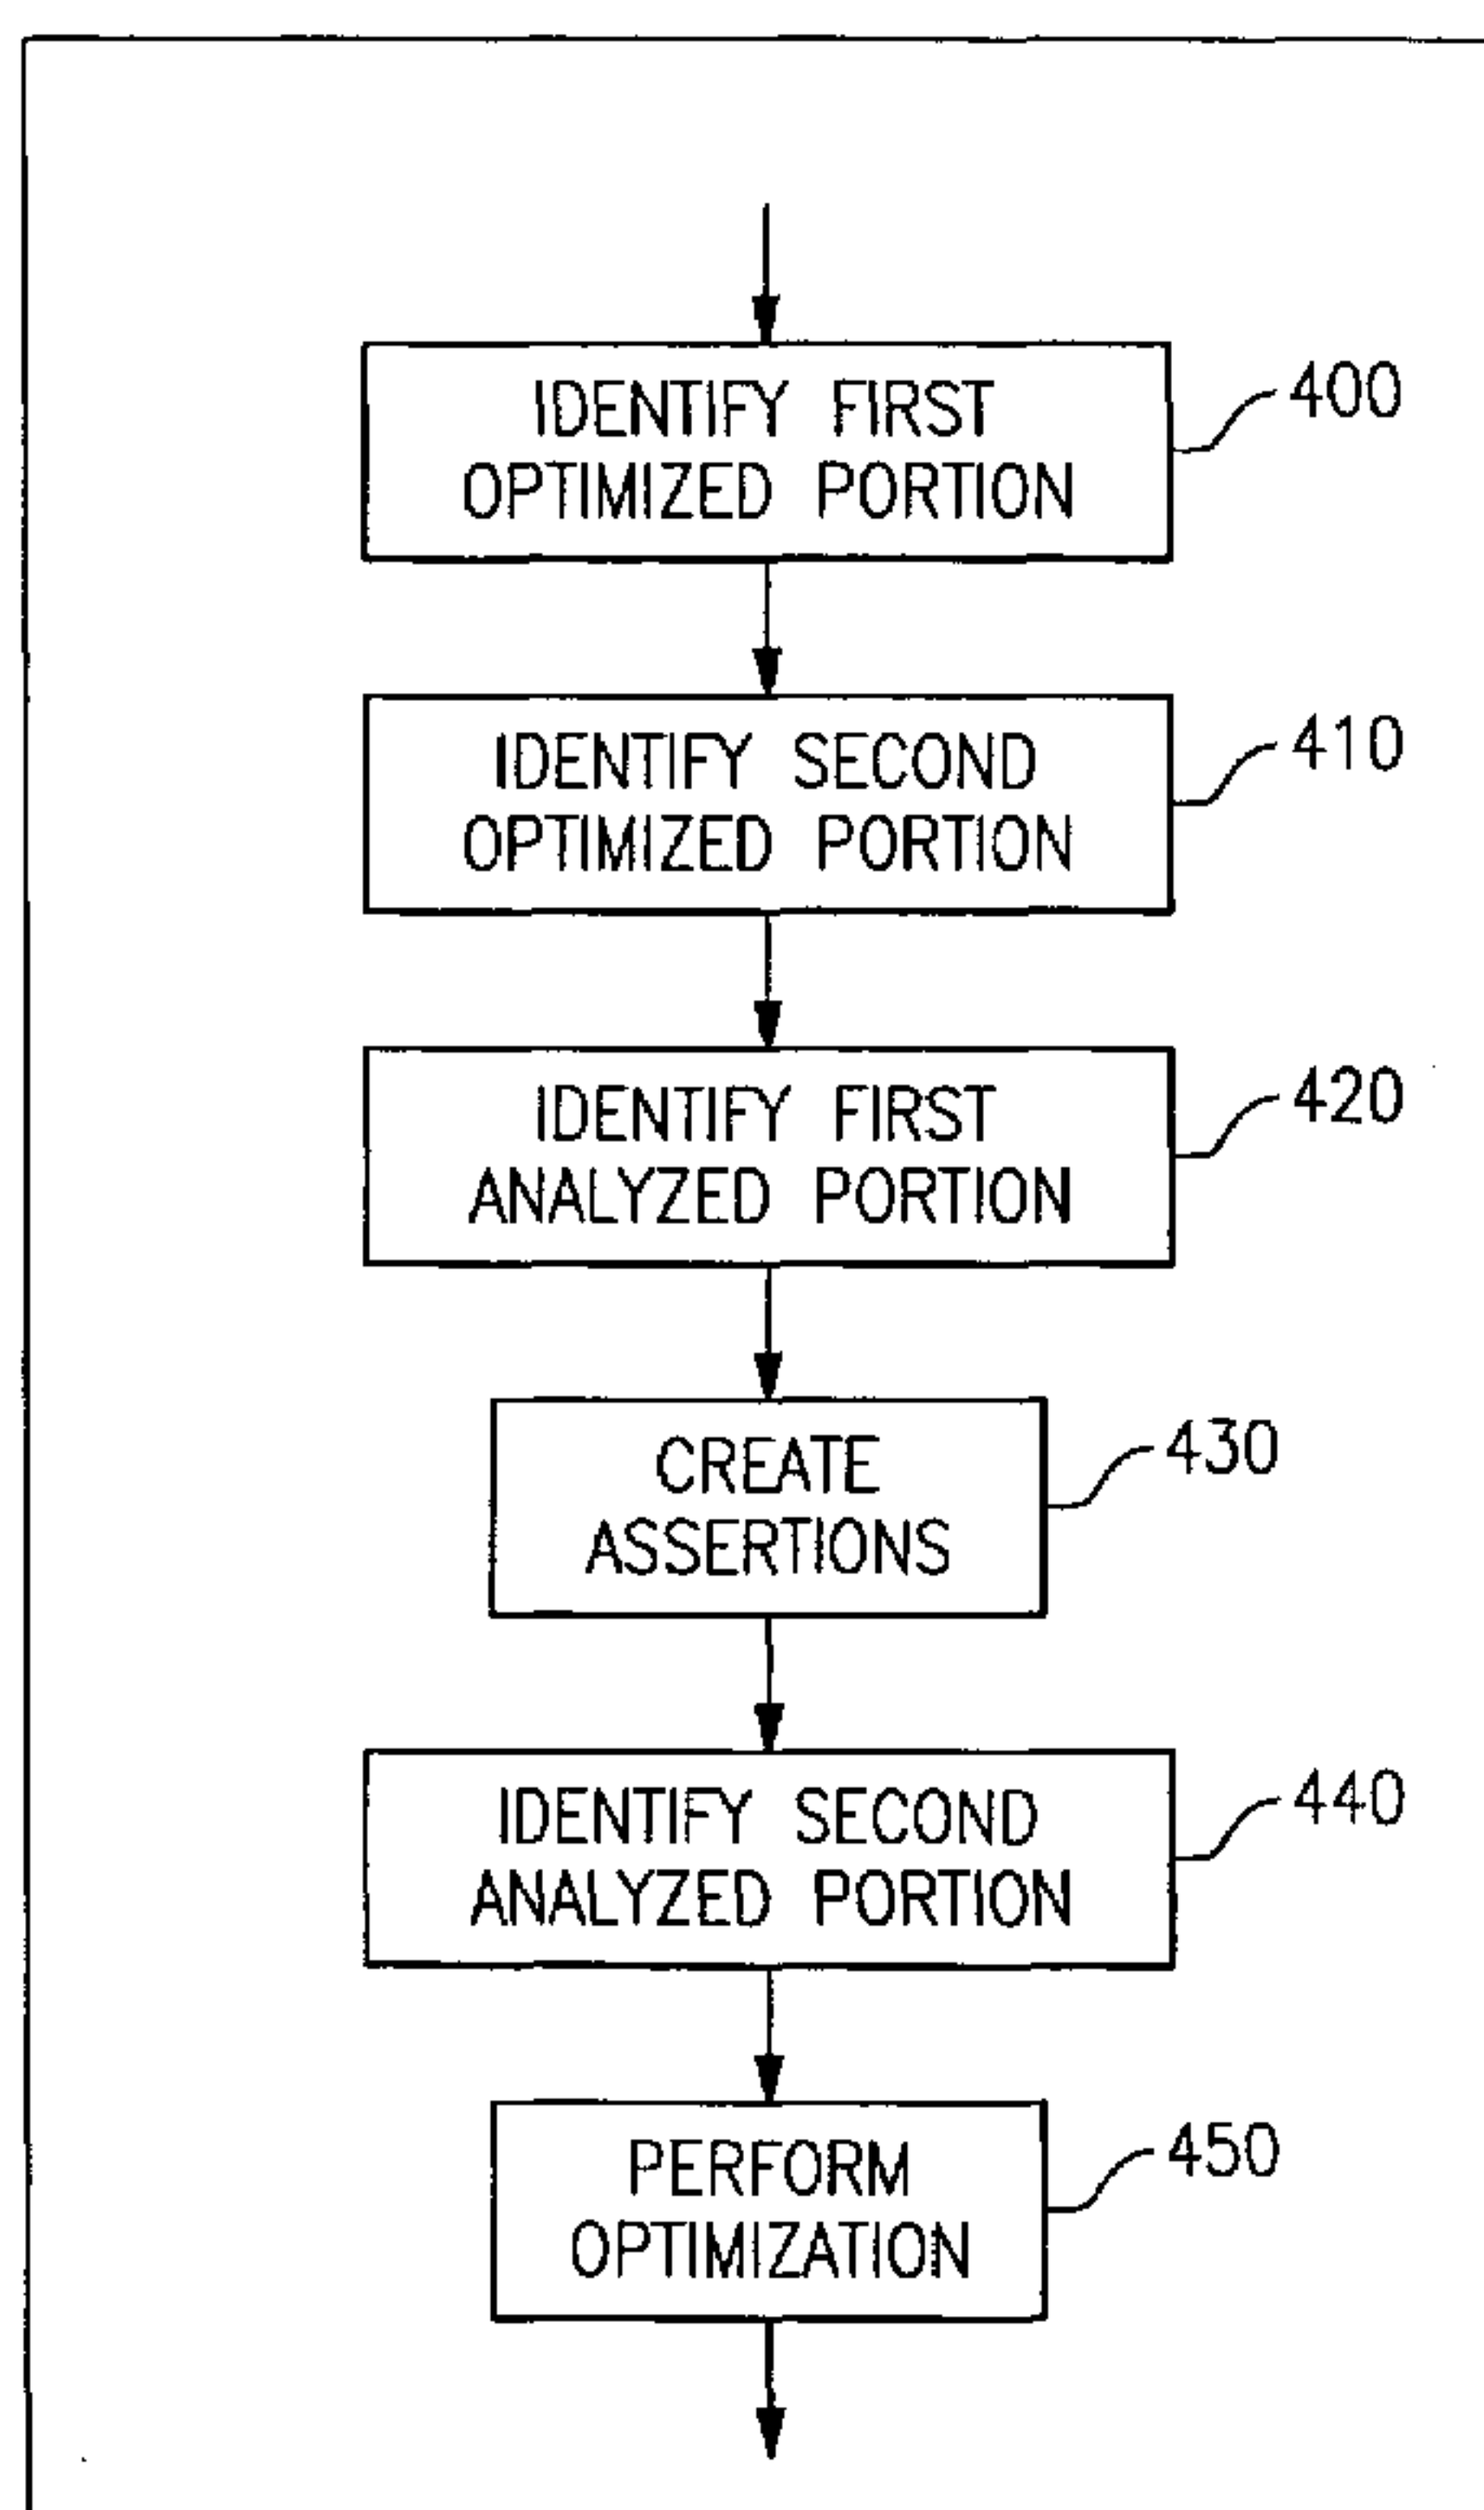 IDENTIFY FIRST
OPTIMIZED PORTION
400
IDENTIFY SECOND
OPTIMIZED PORTION
410
IDENTIFY FIRST
ANALYZED PORTION
420
CREATE
ASSERTIONS
430
IDENTIFY SECOND
ANALYZED PORTION
440
PERFORM
OPTIMIZATION
450